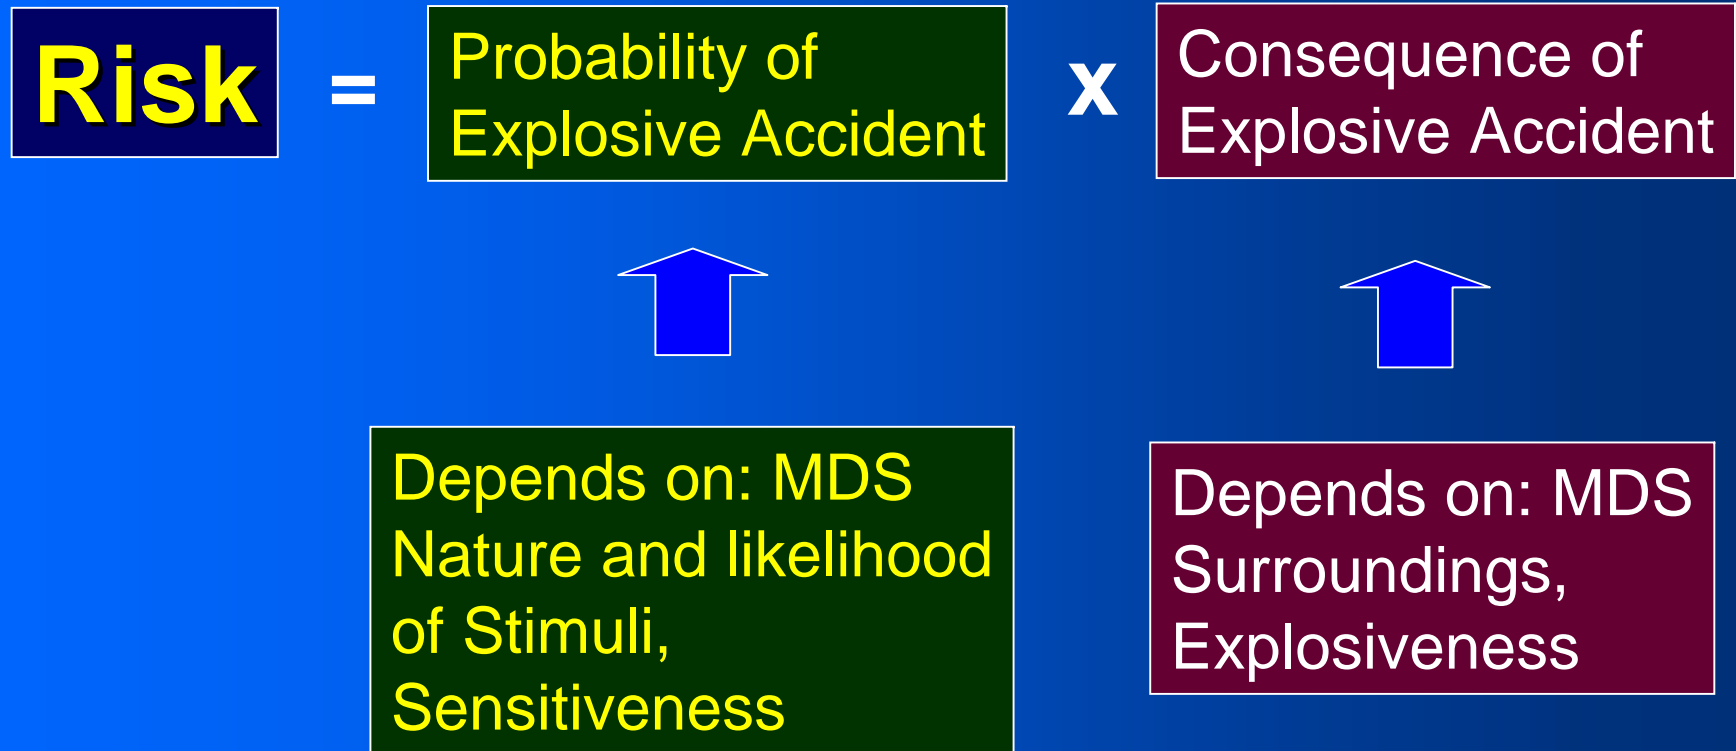 Risk
=
Probability of
Explosive Accident
x
Consequence of
Explosive Accident
Depends on: MDS
Nature and likelihood
of Stimuli,
Sensitiveness
Depends on: MDS
Surroundings,
Explosiveness